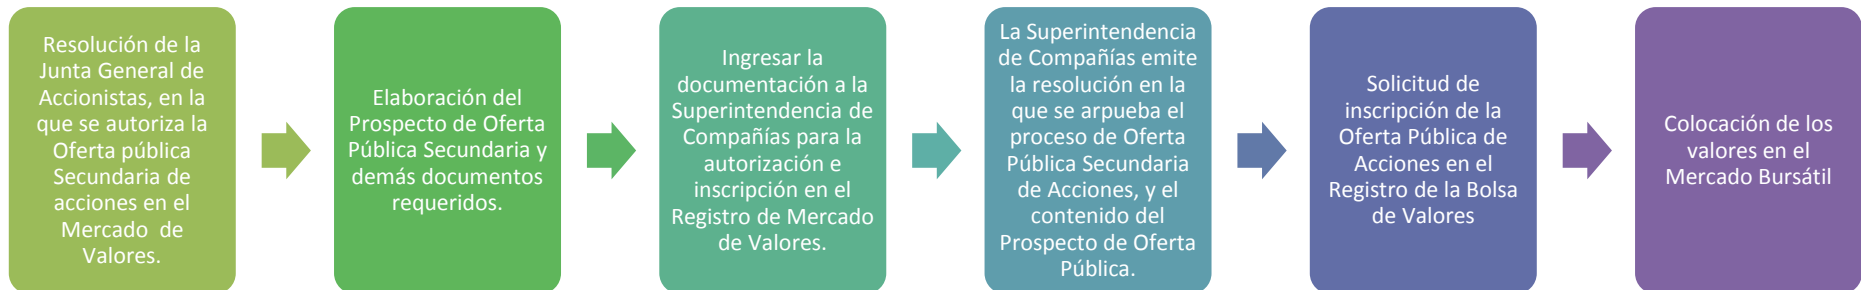 Resolución de la
Junta General de
Accionistas, en la
que se autoriza la
Oferta pública
Secundaria de
acciones en el
Mercado de
Valores.
Elaboración del
Prospecto de Oferta
Pública Secundaria y
demás documentos
requeridos.
Ingresar la
documentación a la
Superintendencia de
Compañías para la
autorización e
inscripción en el
Registro de Mercado
de Valores.
La Superintendencia
de Compañías emite
la resolución en la
que se arpueba el
proceso de Oferta
Pública Secundaria
de Acciones, y el
contenido del
Prospecto de Oferta
Pública.
Solicitud de
inscripción de la
Oferta Pública de
Acciones en el
Registro de la Bolsa
de Valores
Colocación de los
valores en el
Mercado Bursátil